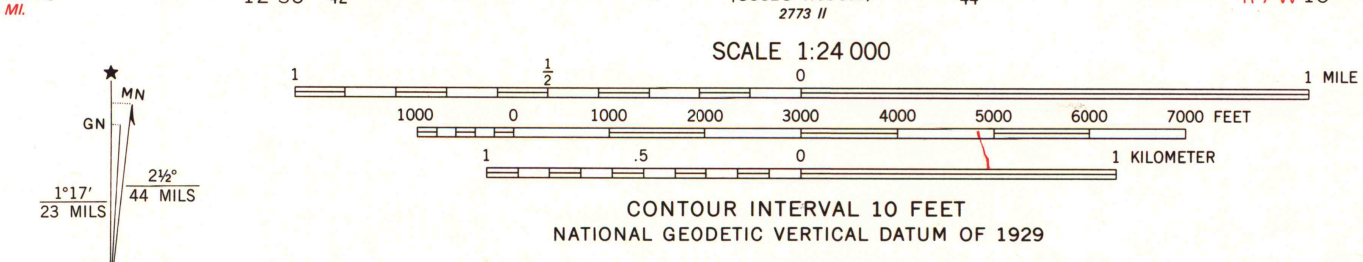 MI.
2773 II
SCALE 1:24 000
1 ½ 0 1 MILE
1000 0 1000 2000 3000 4000 5000 6000 7000 FEET
1 .5 0 1 KILOMETER
CONTOUR INTERVAL 10 FEET
NATIONAL GEODETIC VERTICAL DATUM OF 1929
★
MN
GN
1°17′
23 MILS
2½°
44 MILS